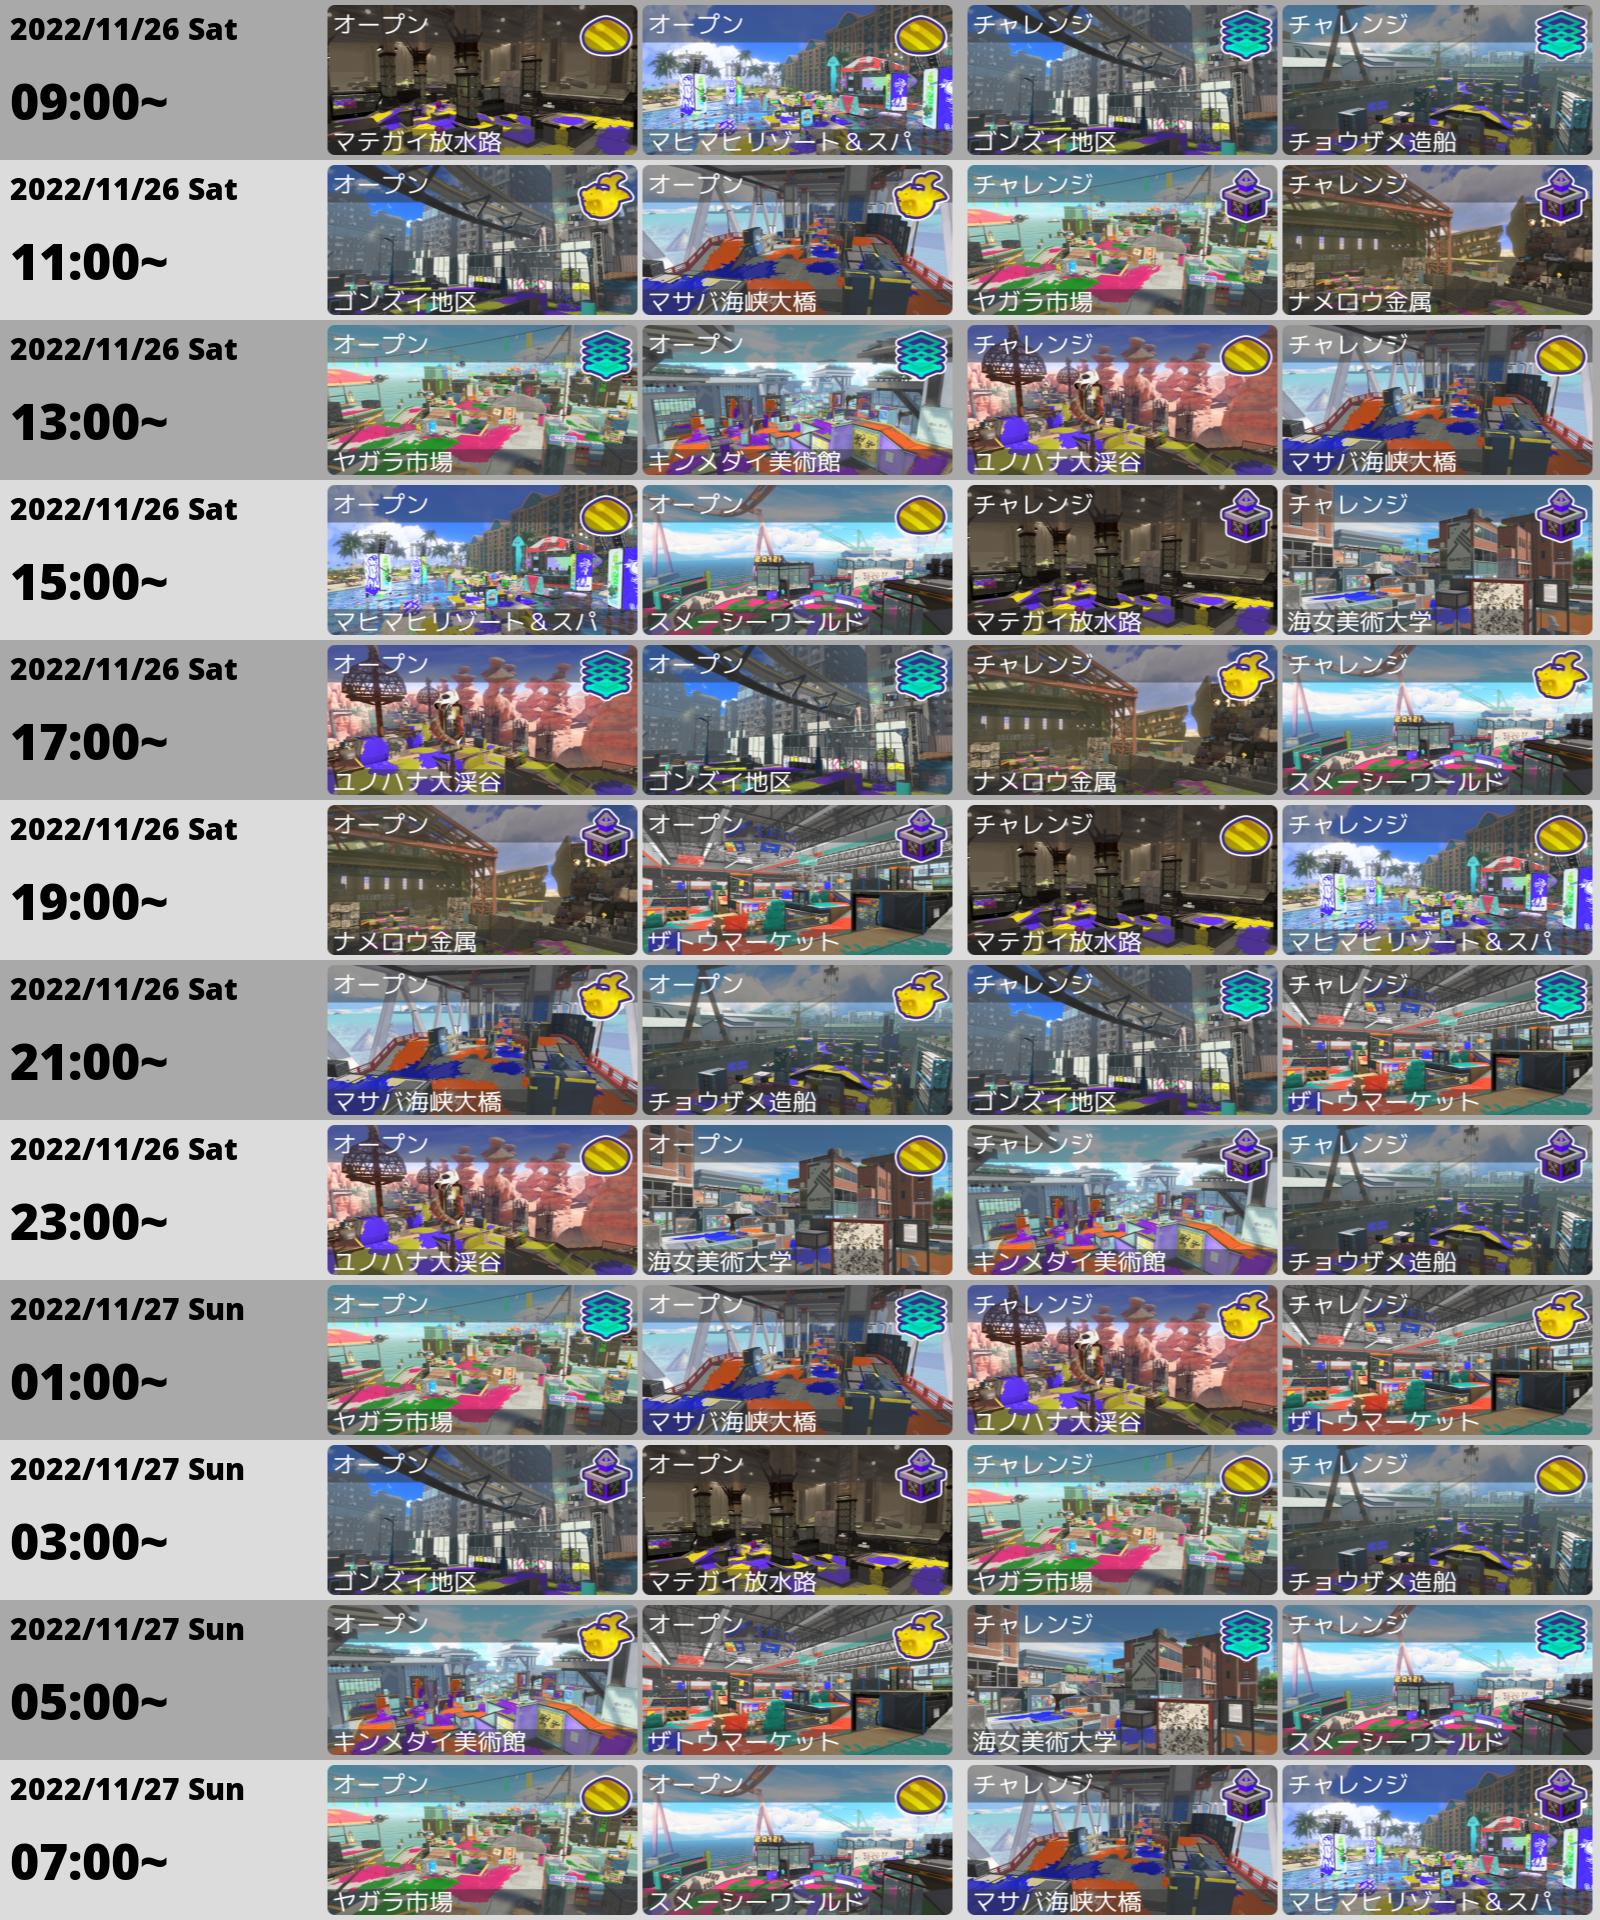 2022/11/26 Sat
09:00~
オープン
マテガイ放水路
オープン
マヒマヒリゾート&スパ
チャレンジ
ゴンズイ地区
チャレンジ
チョウザメ造船
2022/11/26 Sat
11:00~
オープン
ゴンズイ地区
オープン
マサバ海峡大橋
チャレンジ
ヤガラ市場
チャレンジ
ナメロウ金属
2022/11/26 Sat
13:00~
オープン
ヤガラ市場
オープン
キンメダイ美術館
チャレンジ
ユノハナ大渓谷
チャレンジ
マサバ海峡大橋
2022/11/26 Sat
15:00~
オープン
マヒマヒリゾート&スパ
オープン
スメーシーワールド
チャレンジ
マテガイ放水路
チャレンジ
海女美術大学
2022/11/26 Sat
17:00~
オープン
ユノハナ大渓谷
オープン
ゴンズイ地区
チャレンジ
ナメロウ金属
チャレンジ
スメーシーワールド
2022/11/26 Sat
19:00~
オープン
ナメロウ金属
オープン
ザトウマーケット
チャレンジ
マテガイ放水路
チャレンジ
マヒマヒリゾート&スパ
2022/11/26 Sat
21:00~
オープン
マサバ海峡大橋
オープン
チョウザメ造船
チャレンジ
ゴンズイ地区
チャレンジ
ザトウマーケット
2022/11/26 Sat
23:00~
オープン
ユノハナ大渓谷
オープン
海女美術大学
チャレンジ
キンメダイ美術館
チャレンジ
チョウザメ造船
2022/11/27 Sun
01:00~
オープン
ヤガラ市場
オープン
マサバ海峡大橋
チャレンジ
ユノハナ大渓谷
チャレンジ
ザトウマーケット
2022/11/27 Sun
03:00~
オープン
ゴンズイ地区
オープン
マテガイ放水路
チャレンジ
ヤガラ市場
チャレンジ
チョウザメ造船
2022/11/27 Sun
05:00~
オープン
キンメダイ美術館
オープン
ザトウマーケット
チャレンジ
海女美術大学
チャレンジ
スメーシーワールド
2022/11/27 Sun
07:00~
オープン
ヤガラ市場
オープン
スメーシーワールド
チャレンジ
マサバ海峡大橋
チャレンジ
マヒマヒリゾート&スパ